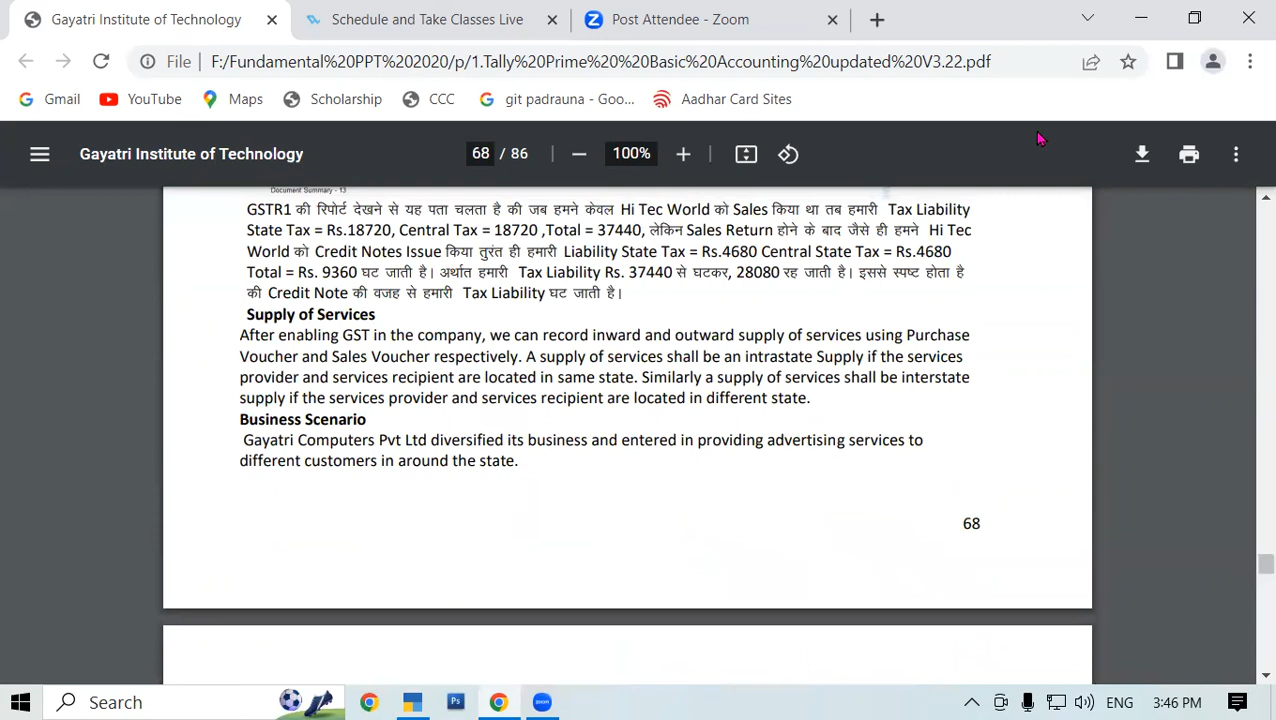 Gayatri Institute of Technology
Schedule and Take Classes Live
Post Attendee - Zoom
File
F:/Fundamental%20PPT%202020/p/1.Tally%20Prime%20%20Basic%20Accounting%20updated%20V3.22.pdf
Gmail
YouTube
Maps
Scholarship
CCC
git padrauna - Goo...
Aadhar Card Sites
Gayatri Institute of Technology
68 / 86
100%
Document Summary - 13
GSTR1 की रिपोर्ट देखने से यह पता चलता है की जब हमने केवल Hi Tec World को Sales किया था तब हमारी Tax Liability
State Tax = Rs.18720, Central Tax = 18720 ,Total = 37440, लेकिन Sales Return होने के बाद जैसे ही हमने Hi Tec
World को Credit Notes Issue किया तुरंत ही हमारी Liability State Tax = Rs.4680 Central State Tax = Rs.4680
Total = Rs. 9360 घट जाती है। अर्थात हमारी Tax Liability Rs. 37440 से घटकर, 28080 रह जाती है। इससे स्पष्ट होता है
की Credit Note की वजह से हमारी Tax Liability घट जाती है।
Supply of Services
After enabling GST in the company, we can record inward and outward supply of services using Purchase
Voucher and Sales Voucher respectively. A supply of services shall be an intrastate Supply if the services
provider and services recipient are located in same state. Similarly a supply of services shall be interstate
supply if the services provider and services recipient are located in different state.
Business Scenario
Gayatri Computers Pvt Ltd diversified its business and entered in providing advertising services to
different customers in around the state.
68
Search
ENG
3:46 PM